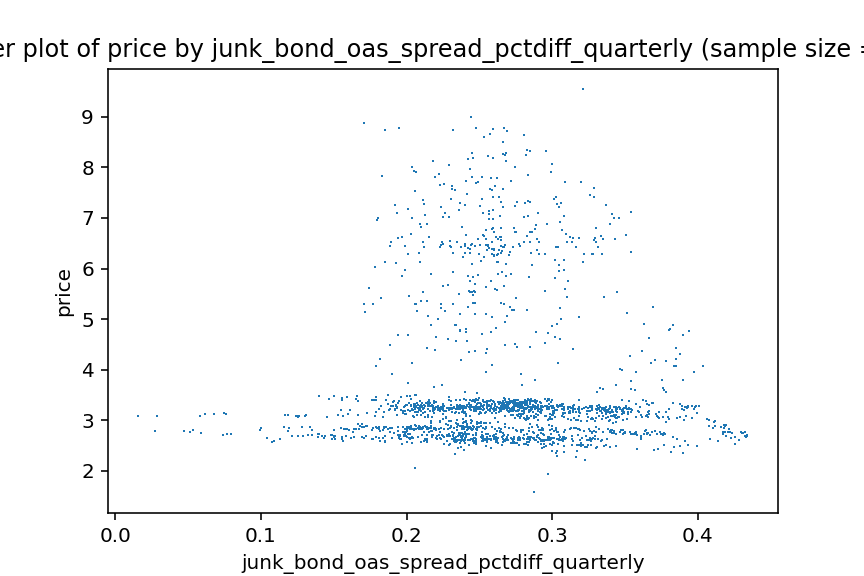 er plot of price by junk_bond_oas_spread_pctdiff_quarterly (sample size =
9
8
7
6
5
4
3
2
price
0.0 0.1 0.2 0.3 0.4
junk_bond_oas_spread_pctdiff_quarterly